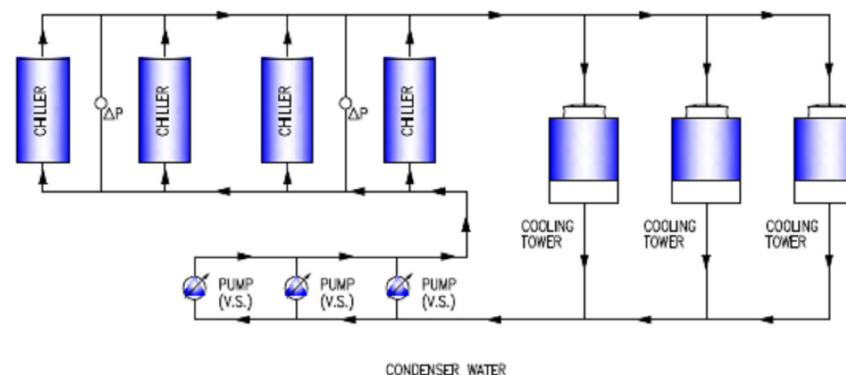 CHILLER
ΔP
CHILLER
CHILLER
ΔP
CHILLER
COOLING
TOWER
COOLING
TOWER
COOLING
TOWER
PUMP
(V.S.)
PUMP
(V.S.)
PUMP
(V.S.)
CONDENSER WATER